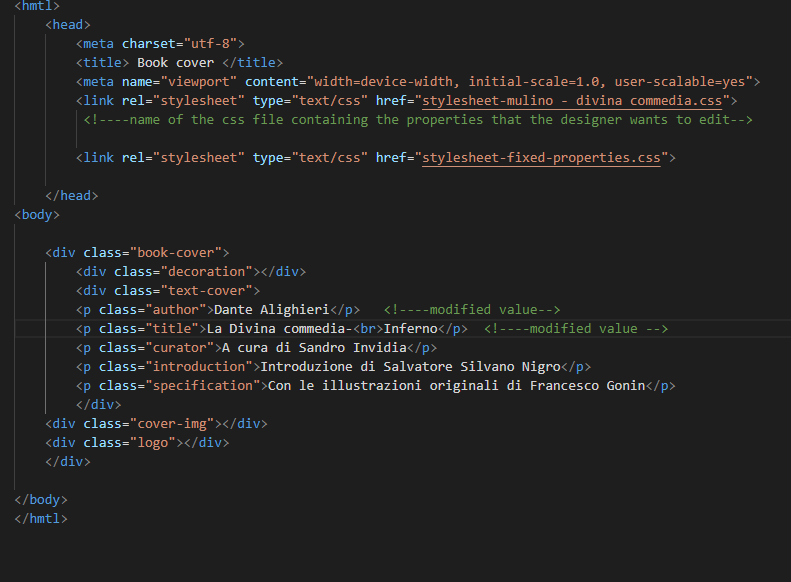 <hmtl>
<head>
<meta charset="utf-8">
<title> Book cover </title>
<meta name="viewport" content="width=device-width, initial-scale=1.0, user-scalable=yes">
<link rel="stylesheet" type="text/css" href="stylesheet-mulino - divina commedia.css">
<!----name of the css file containing the properties that the designer wants to edit-->
<link rel="stylesheet" type="text/css" href="stylesheet-fixed-properties.css">
</head>
<body>
<div class="book-cover">
<div class="decoration"></div>
<div class="text-cover">
<p class="author">Dante Alighieri</p> <!----modified value-->
<p class="title">La Divina commedia-<br>Inferno</p> <!----modified value -->
<p class="curator">A cura di Sandro Invidia</p>
<p class="introduction">Introduzione di Salvatore Silvano Nigro</p>
<p class="specification">Con le illustrazioni originali di Francesco Gonin</p>
</div>
<div class="cover-img"></div>
<div class="logo"></div>
</div>
</body>
</hmtl>